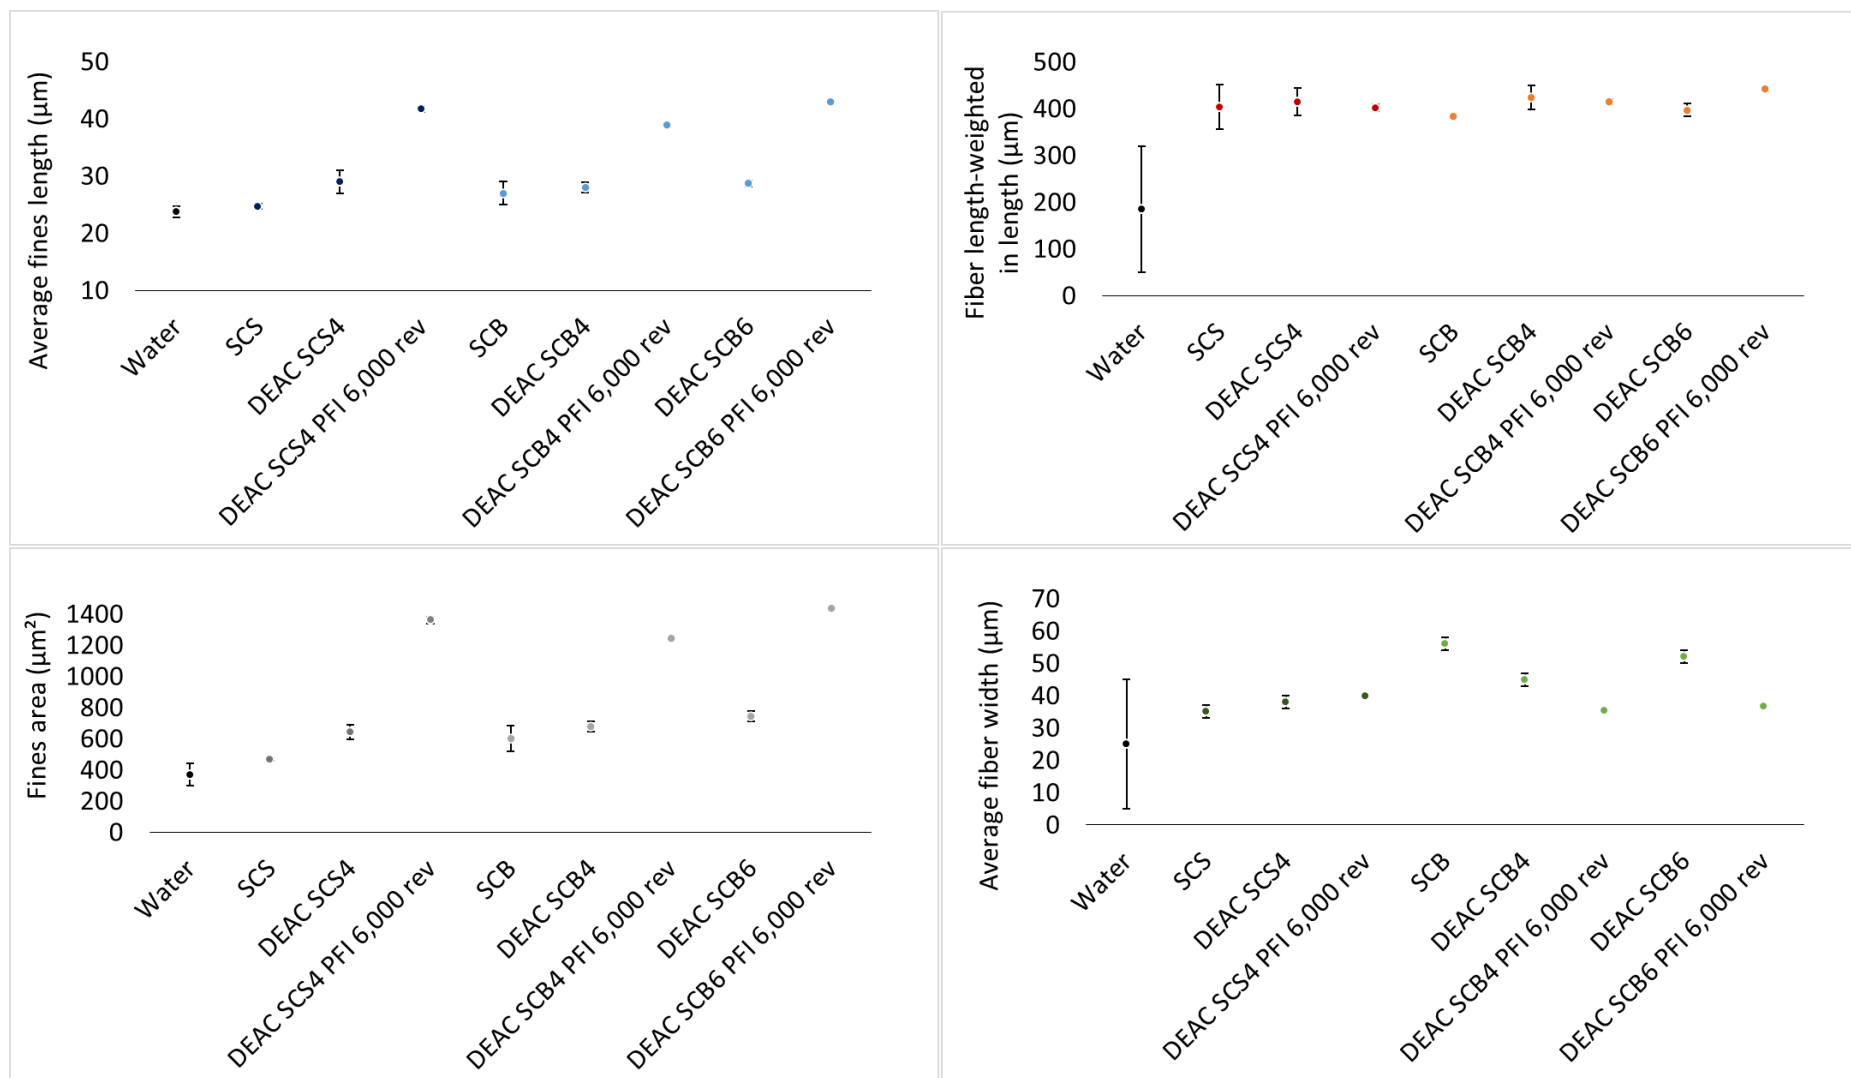 Average fines length (µm)
50
40
30
20
10
Water
SCS
DEAC SCS4
DEAC SCS4 PFI 6,000 rev
SCB
DEAC SCB4
DEAC SCB4 PFI 6,000 rev
DEAC SCB6
DEAC SCB6 PFI 6,000 rev
Fiber length-weighted
in length (µm)
500
400
300
200
100
0
Water
SCS
DEAC SCS4
DEAC SCS4 PFI 6,000 rev
SCB
DEAC SCB4
DEAC SCB4 PFI 6,000 rev
DEAC SCB6
DEAC SCB6 PFI 6,000 rev
Fines area (µm²)
1400
1200
1000
800
600
400
200
0
Water
SCS
DEAC SCS4
DEAC SCS4 PFI 6,000 rev
SCB
DEAC SCB4
DEAC SCB4 PFI 6,000 rev
DEAC SCB6
DEAC SCB6 PFI 6,000 rev
Average fiber width (µm)
70
60
50
40
30
20
10
0
Water
SCS
DEAC SCS4
DEAC SCS4 PFI 6,000 rev
SCB
DEAC SCB4
DEAC SCB4 PFI 6,000 rev
DEAC SCB6
DEAC SCB6 PFI 6,000 rev